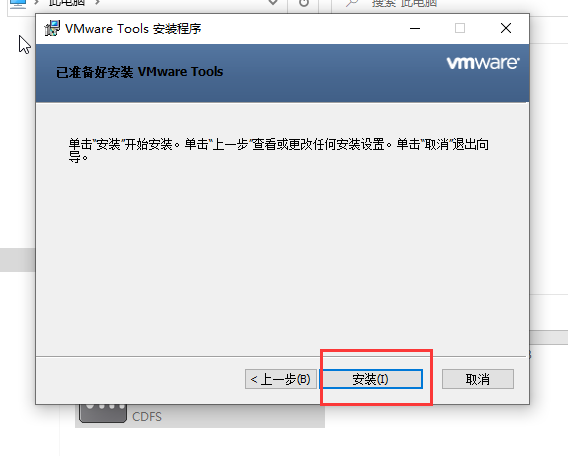 此电脑
搜索"此电脑"
VMware Tools 安装程序
已准备好安装 VMware Tools
vmware
单击"安装"开始安装。单击"上一步"查看或更改任何安装设置。单击"取消"退出向
导。
< 上一步(B)
安装(I)
取消
CDFS